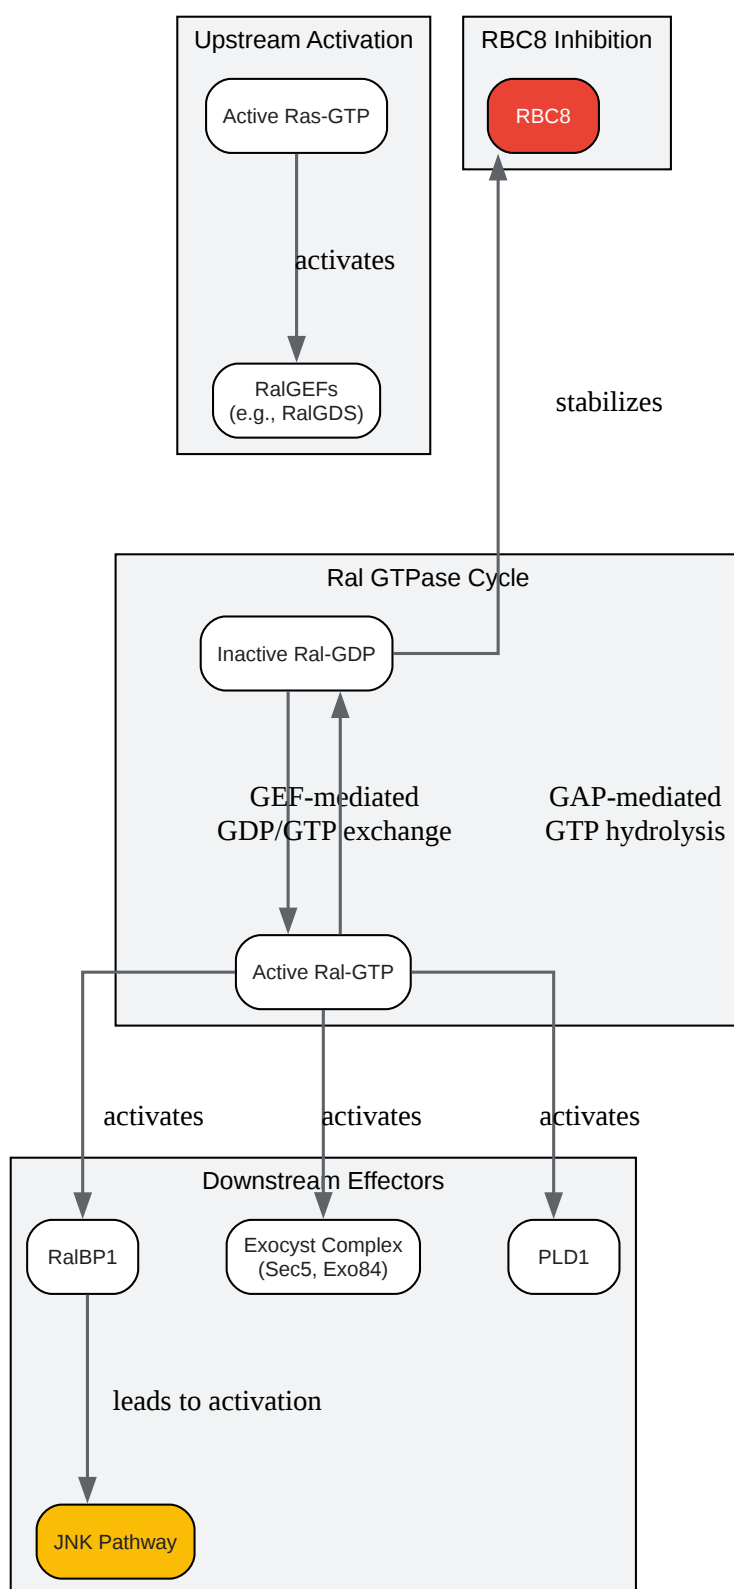 Upstream Activation
RBC8 Inhibition
Active Ras-GTP
RBC8
activates
RalGEFs
(e.g., RalGDS)
stabilizes
Ral GTPase Cycle
Inactive Ral-GDP
GEF-mediated
GDP/GTP exchange
GAP-mediated
GTP hydrolysis
Active Ral-GTP
activates
activates
activates
Downstream Effectors
RalBP1
Exocyst Complex
(Sec5, Exo84)
PLD1
leads to activation
JNK Pathway